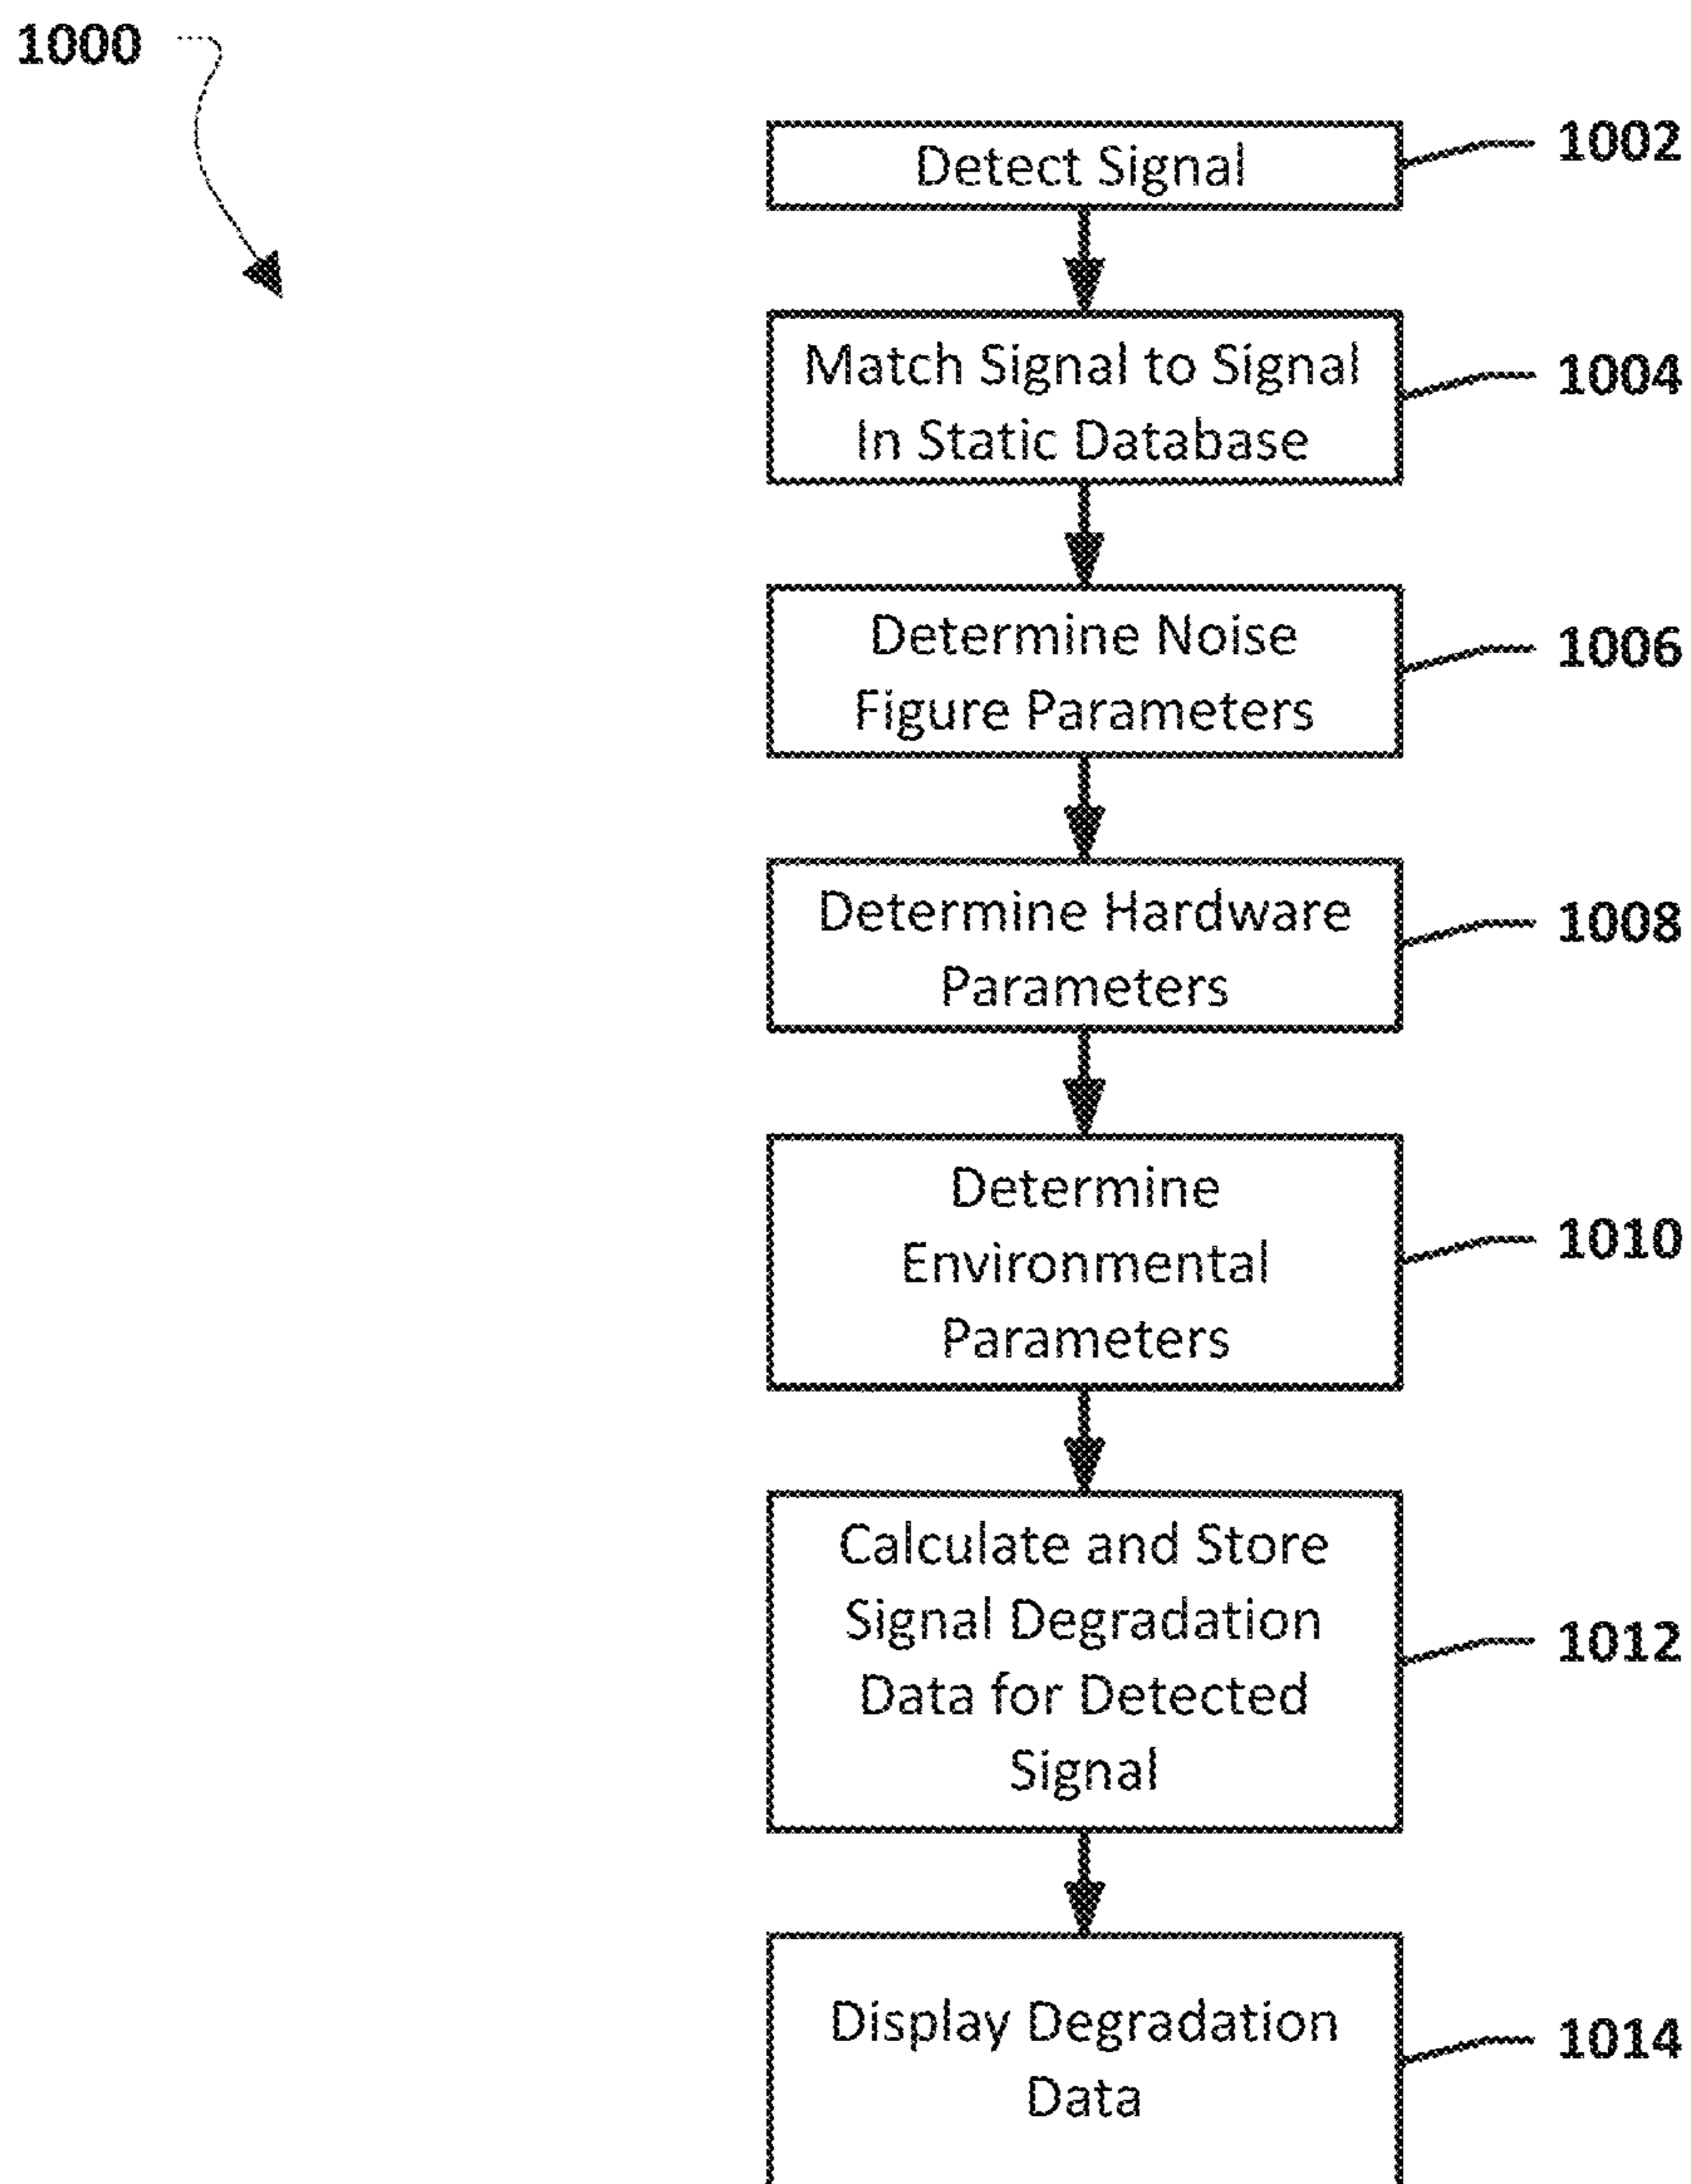 1000
Detect Signal
1002
Match Signal to Signal
In Static Database
1004
Determine Noise
Figure Parameters
1006
Determine Hardware
Parameters
1008
Determine
Environmental
Parameters
1010
Calculate and Store
Signal Degradation
Data for Detected
Signal
1012
Display Degradation
Data
1014